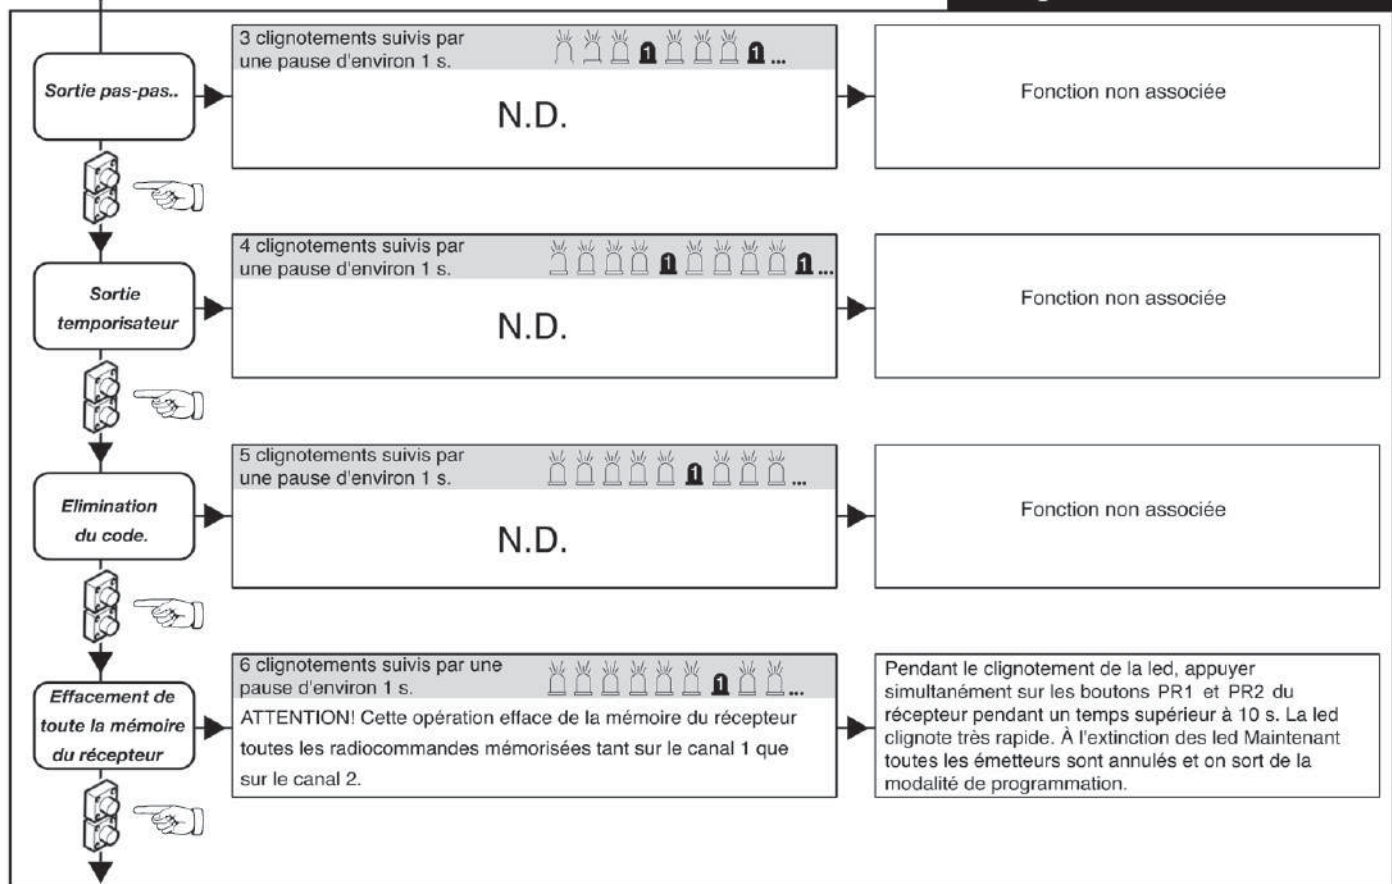 Sortie pas-pas..
3 clignotements suivis par
une pause d'environ 1 s.
1 1 ...
N.D.
Fonction non associée
Sortie
temporisateur
4 clignotements suivis par
une pause d'environ 1 s.
1 1 ...
N.D.
Fonction non associée
Elimination
du code.
5 clignotements suivis par
une pause d'environ 1 s.
1 ...
N.D.
Fonction non associée
Effacement de
toute la mémoire
du récepteur
6 clignotements suivis par une
pause d'environ 1 s.
1 ...
ATTENTION! Cette opération efface de la mémoire du récepteur
toutes les radiocommandes mémorisées tant sur le canal 1 que
sur le canal 2.
Pendant le clignotement de la led, appuyer
simultanément sur les boutons PR1 et PR2 du
récepteur pendant un temps supérieur à 10 s. La led
clignote très rapide. À l'extinction des led Maintenant
toutes les émetteurs sont annulés et on sort de la
modalité de programmation.